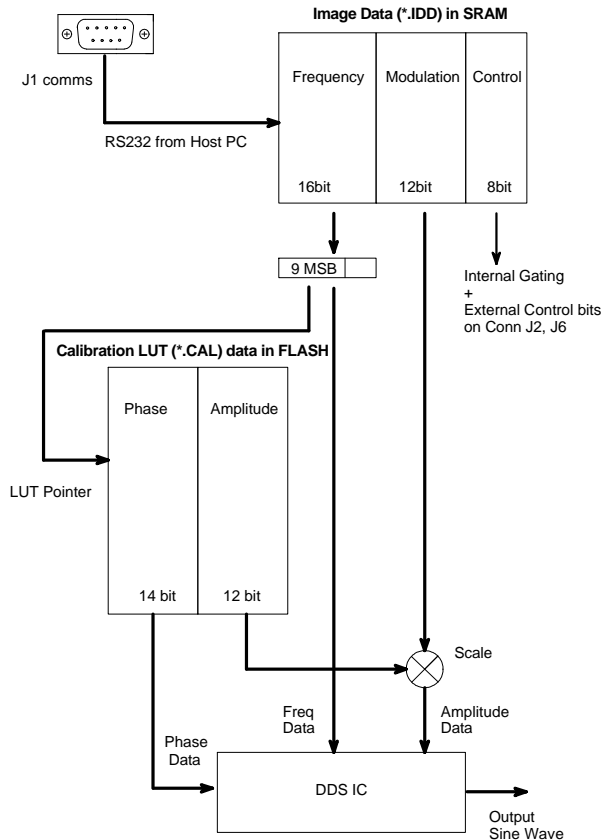 Image Data (*.IDD) in SRAM
J1 comms
Frequency
Modulation
Control
RS232 from Host PC
16bit
12bit
8bit
9 MSB
Internal Gating
+
External Control bits
on Conn J2, J6
Calibration LUT (*.CAL) data in FLASH
Phase
Amplitude
LUT Pointer
14 bit
12 bit
Scale
Freq
Data
Amplitude
Data
Phase
Data
DDS IC
Output
Sine Wave